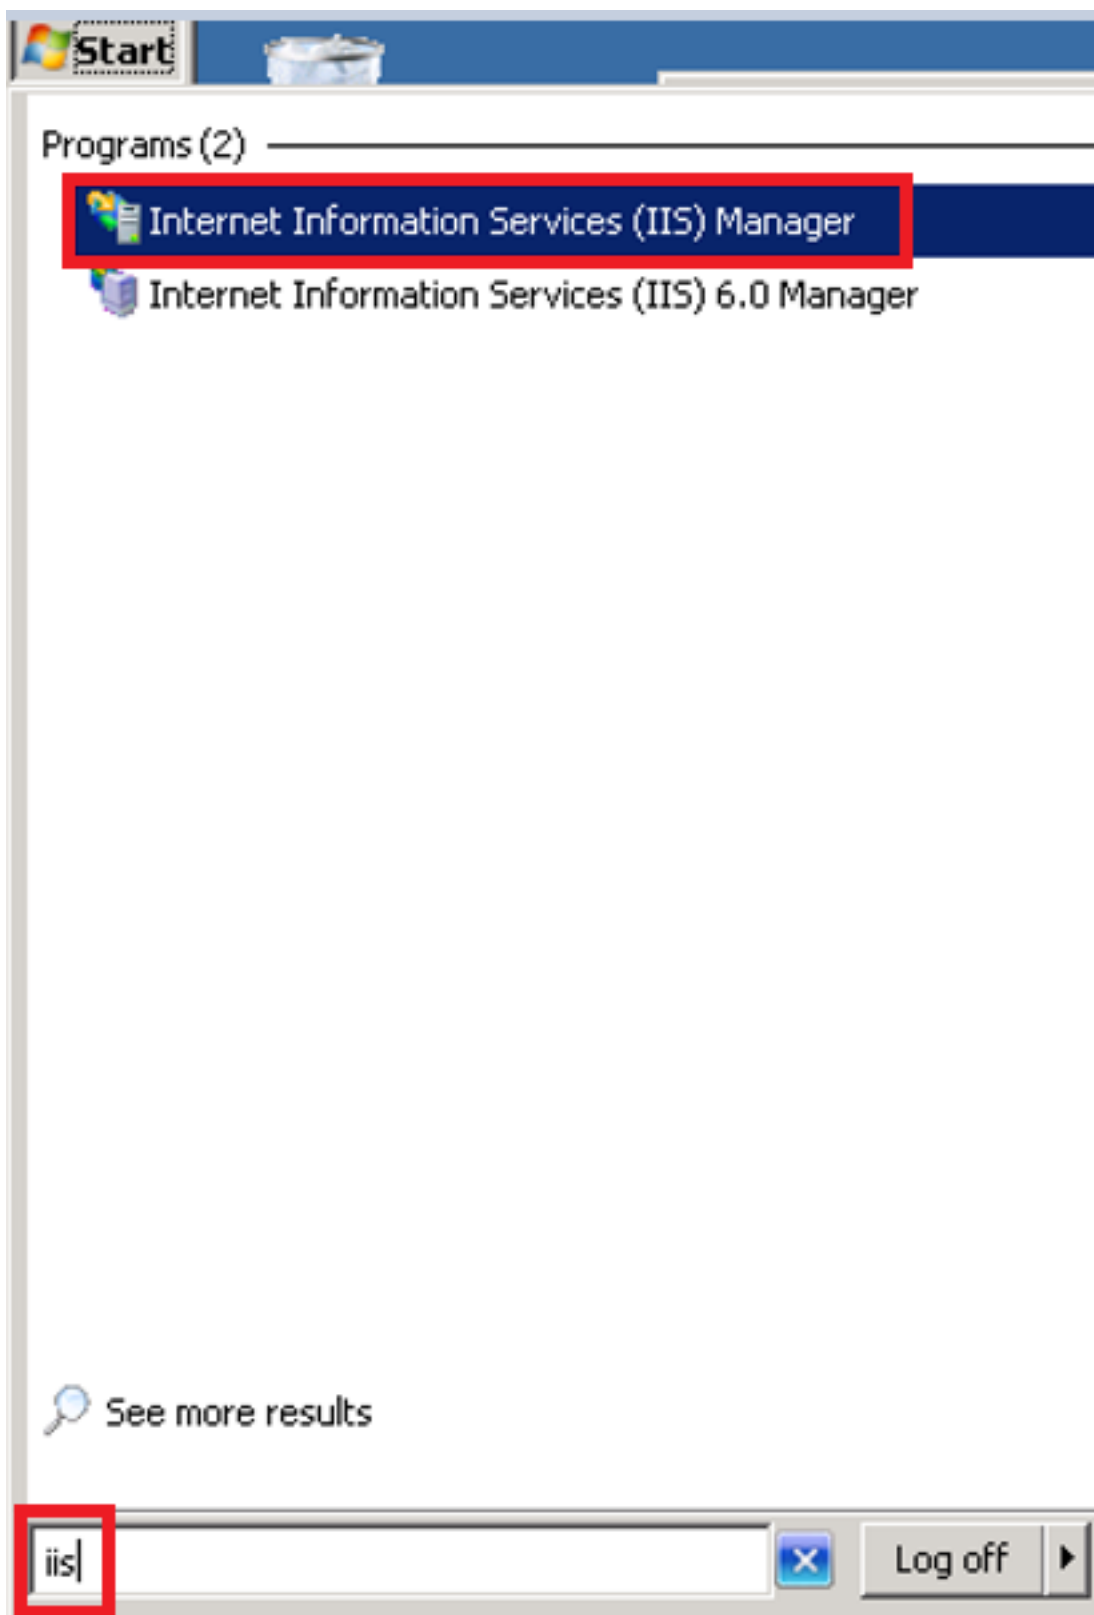 Start
Programs (2)
Internet Information Services (IIS) Manager
Internet Information Services (IIS) 6.0 Manager
See more results
iis
Log off